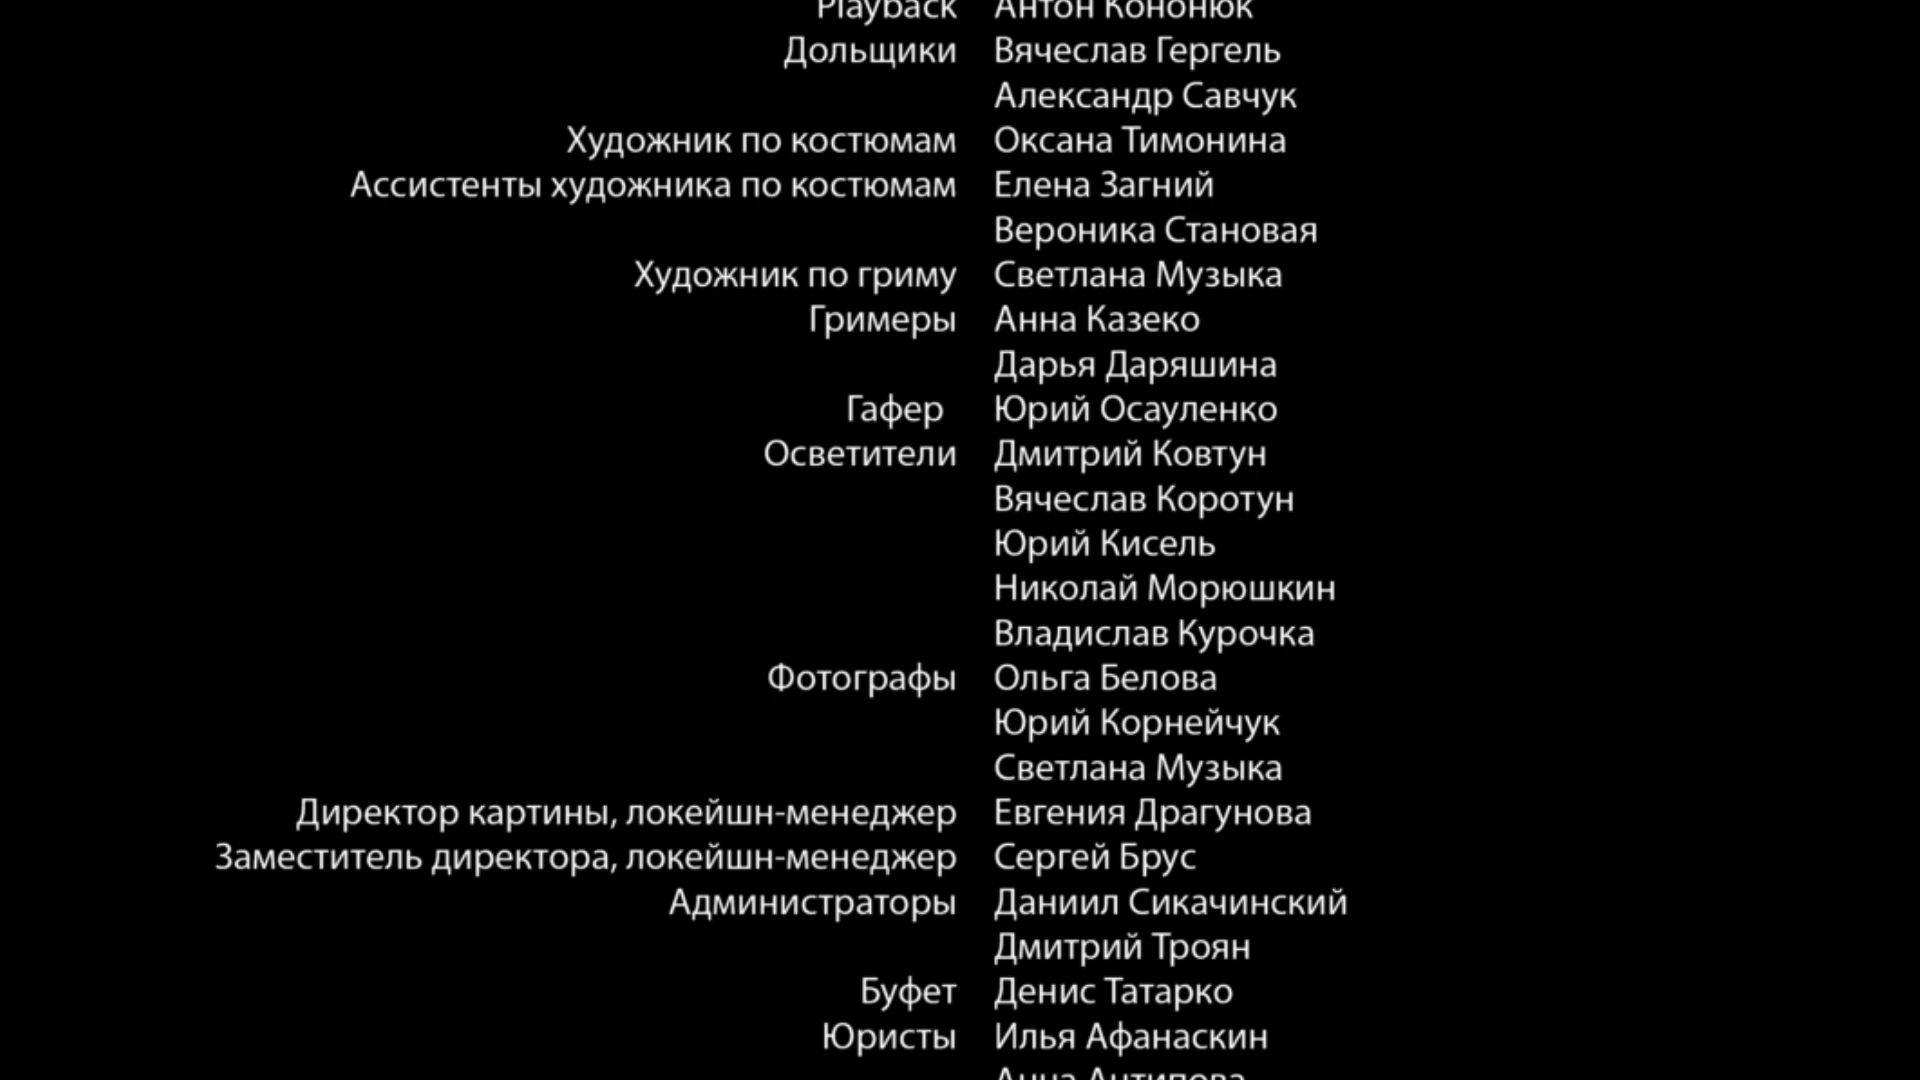 Playback Антон Кононюк
Дольщики Вячеслав Гергель
Александр Савчук
Художник по костюмам Оксана Тимонина
Ассистенты художника по костюмам Елена Загний
Вероника Становая
Художник по гриму Светлана Музыка
Гримеры Анна Казеко
Дарья Даряшина
Гафер Юрий Осауленко
Осветители Дмитрий Ковтун
Вячеслав Коротун
Юрий Кисель
Николай Морюшкин
Владислав Курочка
Фотографы Ольга Белова
Юрий Корнейчук
Светлана Музыка
Директор картины, локейшн-менеджер Евгения Драгунова
Заместитель директора, локейшн-менеджер Сергей Брус
Администраторы Даниил Сикачинский
Дмитрий Троян
Буфет Денис Татарко
Юристы Илья Афанаскин